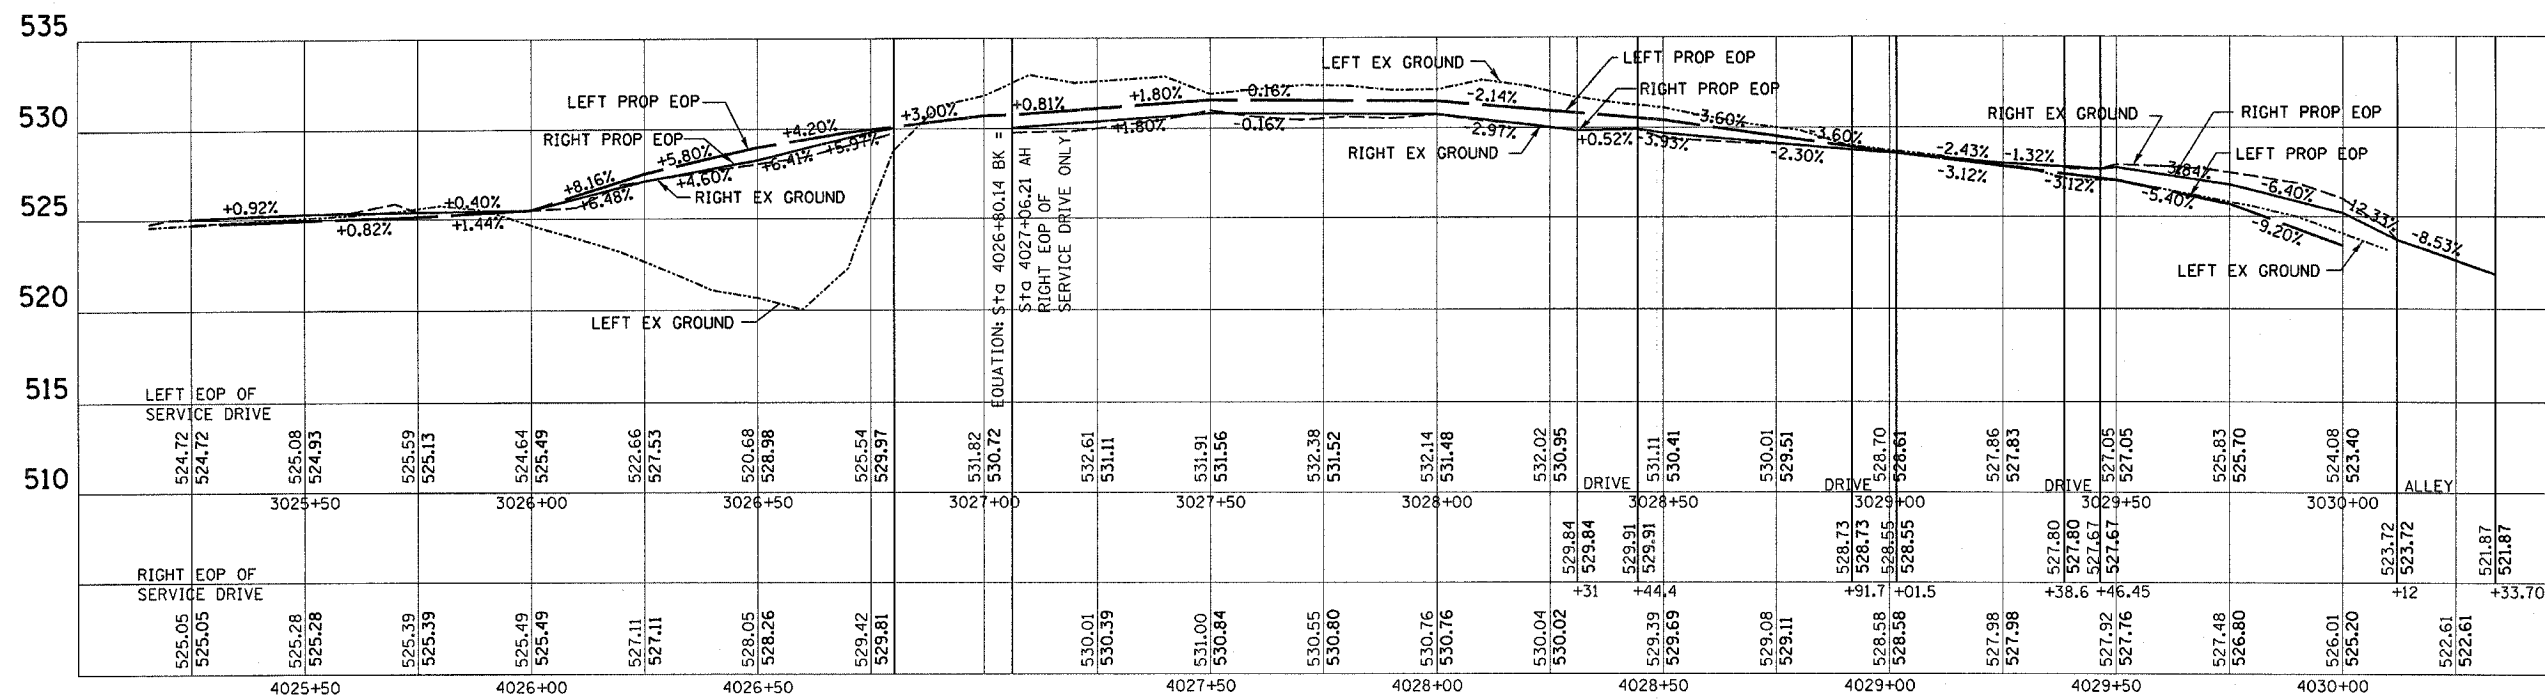 535
530
525
520
515
510
LEFT EX GROUND
LEFT PROP EOP
RIGHT PROP EOP
LEFT PROP EOP
RIGHT PROP EOP
RIGHT EX GROUND
LEFT EX GROUND
RIGHT EX GROUND
RIGHT EX GROUND
RIGHT PROP EOP
LEFT PROP EOP
LEFT EX GROUND
+0.92% +0.40% +8.16% +5.80% +4.20% +3.00% +0.81% +1.80% -0.16% -2.14% -3.60% -3.60% -2.43% -1.32% -3.84% -6.40% -12.33% -8.53%
+0.82% +1.44% +6.48% +4.60% +6.41% +5.97% +1.80% -0.16% -2.97% +0.52% -3.93% -2.30% -3.12% -3.12% -5.40% -9.20%
EQUATION: Sta 4026+80.14 BK =
Sta 4027+06.21 AH
RIGHT EOP OF
SERVICE DRIVE ONLY
LEFT EOP OF
SERVICE DRIVE
524.72 525.08 525.59 524.64 522.66 520.68 525.54 531.82 532.61 531.91 532.38 532.14 532.02 531.11 530.01 528.70 527.86 527.05 525.83 524.08
524.72 524.93 525.13 525.49 527.53 528.98 529.97 530.72 531.11 531.56 531.52 531.48 530.95 530.41 529.51 528.61 527.83 527.05 525.70 523.40
DRIVE DRIVE DRIVE ALLEY
3025+50 3026+00 3026+50 3027+00 3027+50 3028+00 3028+50 3029+00 3029+50 3030+00
529.84 529.91 528.73 528.55 527.80 527.67 523.72 521.87
529.84 529.91 528.73 528.55 527.80 527.67 523.72 521.87
RIGHT EOP OF
SERVICE DRIVE
+31 +44.4 +91.7 +01.5 +38.6 +46.45 +12 +33.70
525.05 525.28 525.39 525.49 527.11 528.05 529.42 530.01 531.00 530.55 530.76 530.04 529.39 529.08 528.58 527.98 527.92 527.48 526.01 522.61
525.05 525.28 525.39 525.49 527.11 528.26 529.81 530.39 530.84 530.80 530.76 530.02 529.69 529.11 528.58 527.98 527.76 526.80 525.20 522.61
4025+50 4026+00 4026+50 4027+50 4028+00 4028+50 4029+00 4029+50 4030+00